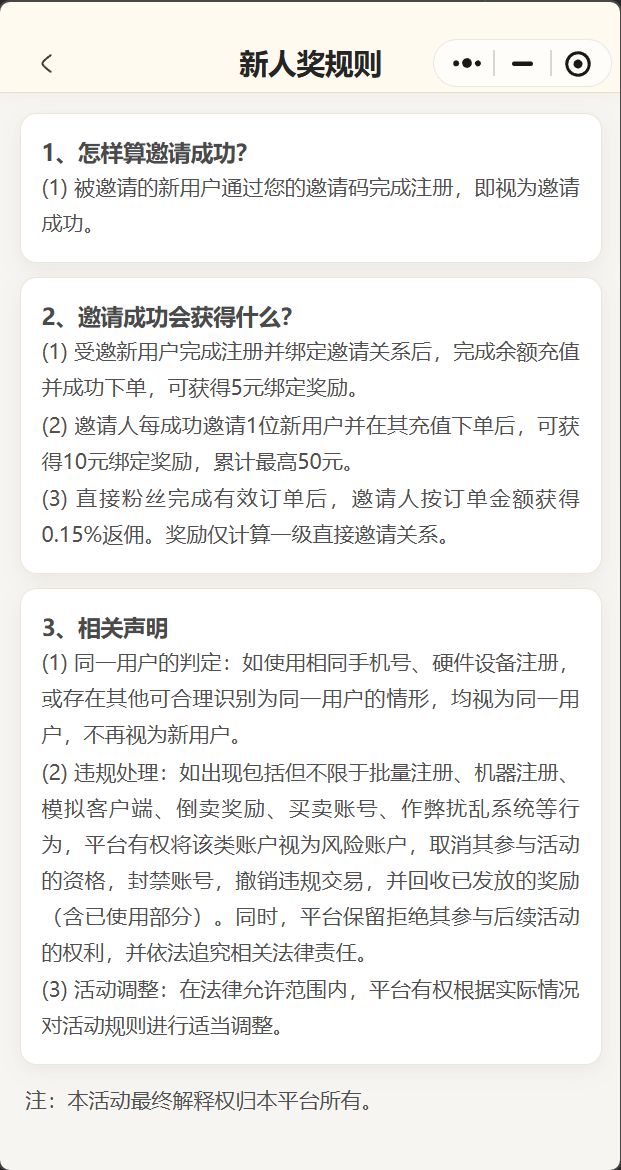 新人奖规则
1、怎样算邀请成功?
(1) 被邀请的新用户通过您的邀请码完成注册，即视为邀请
成功。
2、邀请成功会获得什么?
(1) 受邀新用户完成注册并绑定邀请关系后，完成余额充值
并成功下单，可获得5元绑定奖励。
(2) 邀请人每成功邀请1位新用户并在其充值下单后，可获
得10元绑定奖励，累计最高50元。
(3) 直接粉丝完成有效订单后，邀请人按订单金额获得
0.15%返佣。奖励仅计算一级直接邀请关系。
3、相关声明
(1) 同一用户的判定：如使用相同手机号、硬件设备注册，
或存在其他可合理识别为同一用户的情形，均视为同一用
户，不再视为新用户。
(2) 违规处理：如出现包括但不限于批量注册、机器注册、
模拟客户端、倒卖奖励、买卖账号、作弊扰乱系统等行
为，平台有权将该类账户视为风险账户，取消其参与活动
的资格，封禁账号，撤销违规交易，并回收已发放的奖励
（含已使用部分）。同时，平台保留拒绝其参与后续活动
的权利，并依法追究相关法律责任。
(3) 活动调整：在法律允许范围内，平台有权根据实际情况
对活动规则进行适当调整。
注：本活动最终解释权归本平台所有。